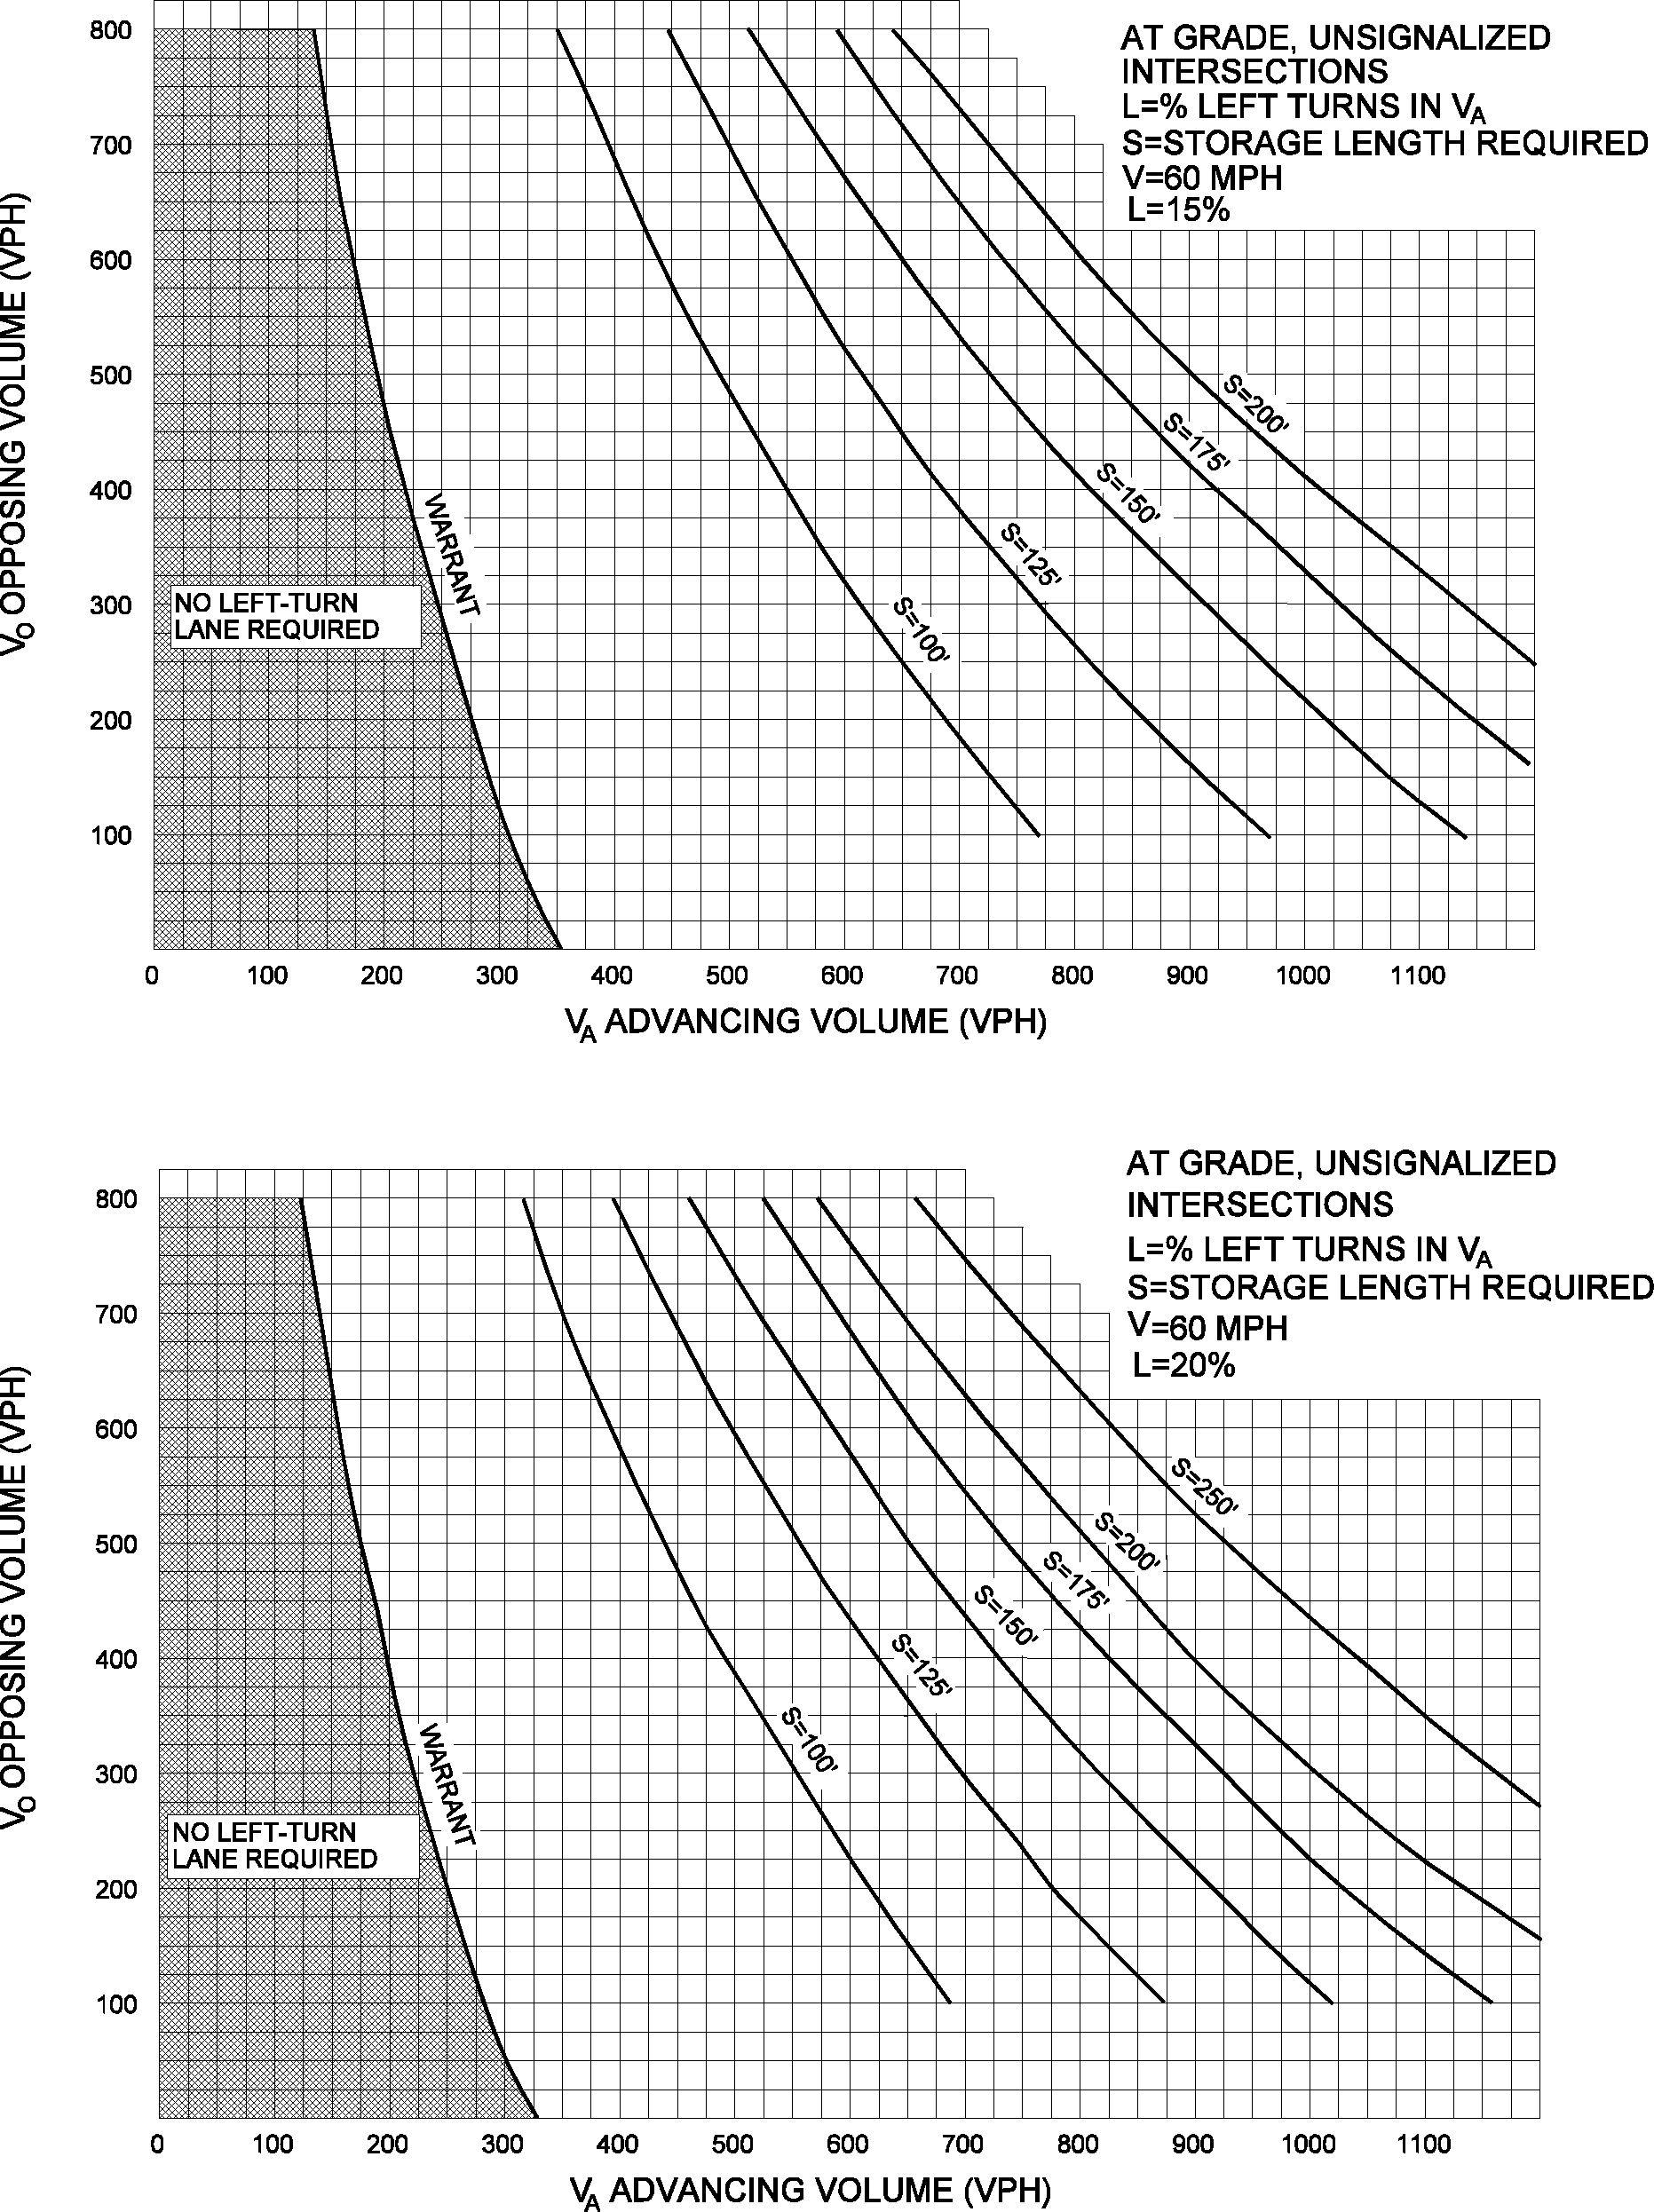 AT GRADE, UNSIGNALIZED
INTERSECTIONS
L=% LEFT TURNS IN VA
S=STORAGE LENGTH REQUIRED
V=60 MPH
L=15%
VO OPPOSING VOLUME (VPH)
800
700
600
500
400
300
200
100
S=200'
S=175'
S=150'
S=125'
S=100'
WARRANT
NO LEFT-TURN
LANE REQUIRED
0 100 200 300 400 500 600 700 800 900 1000 1100
VA ADVANCING VOLUME (VPH)
AT GRADE, UNSIGNALIZED
INTERSECTIONS
L=% LEFT TURNS IN VA
S=STORAGE LENGTH REQUIRED
V=60 MPH
L=20%
VO OPPOSING VOLUME (VPH)
800
700
600
500
400
300
200
100
S=250'
S=200'
S=175'
S=150'
S=125'
S=100'
WARRANT
NO LEFT-TURN
LANE REQUIRED
0 100 200 300 400 500 600 700 800 900 1000 1100
VA ADVANCING VOLUME (VPH)